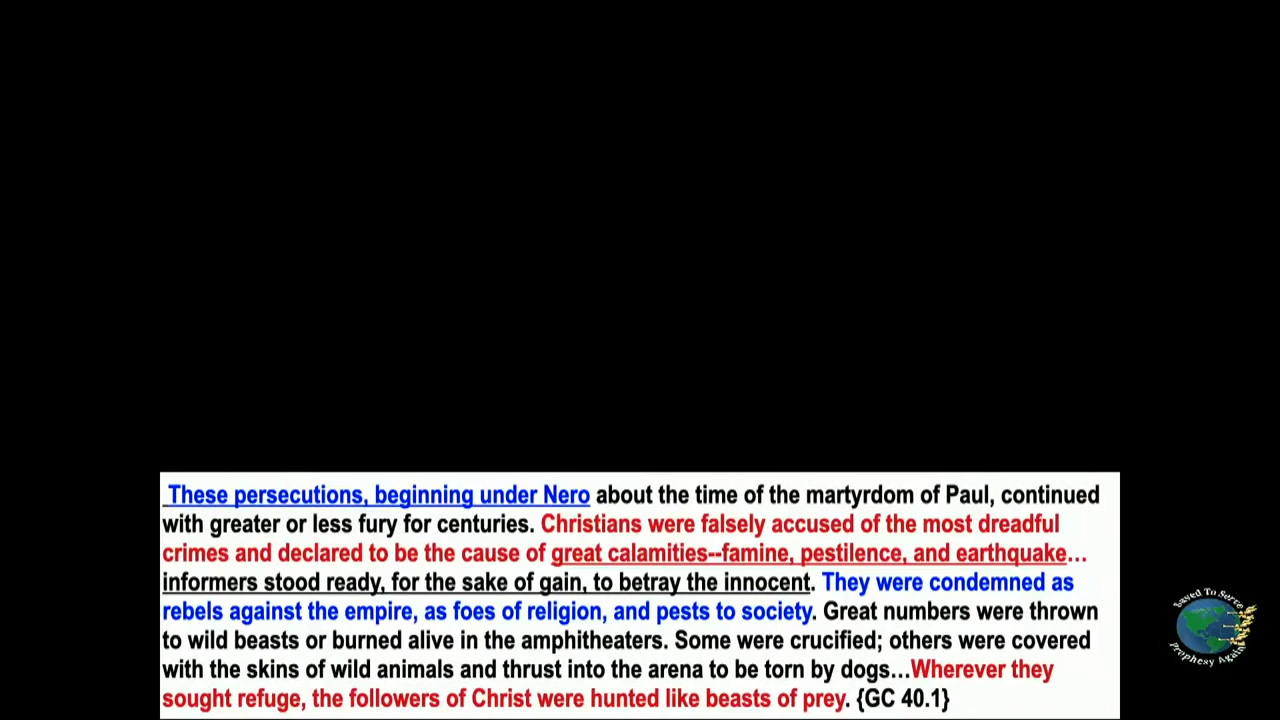 These persecutions, beginning under Nero about the time of the martyrdom of Paul, continued
with greater or less fury for centuries. Christians were falsely accused of the most dreadful
crimes and declared to be the cause of great calamities--famine, pestilence, and earthquake…
informers stood ready, for the sake of gain, to betray the innocent. They were condemned as
rebels against the empire, as foes of religion, and pests to society. Great numbers were thrown
to wild beasts or burned alive in the amphitheaters. Some were crucified; others were covered
with the skins of wild animals and thrust into the arena to be torn by dogs…Wherever they
sought refuge, the followers of Christ were hunted like beasts of prey. {GC 40.1}
To Serve
Prophesy Again